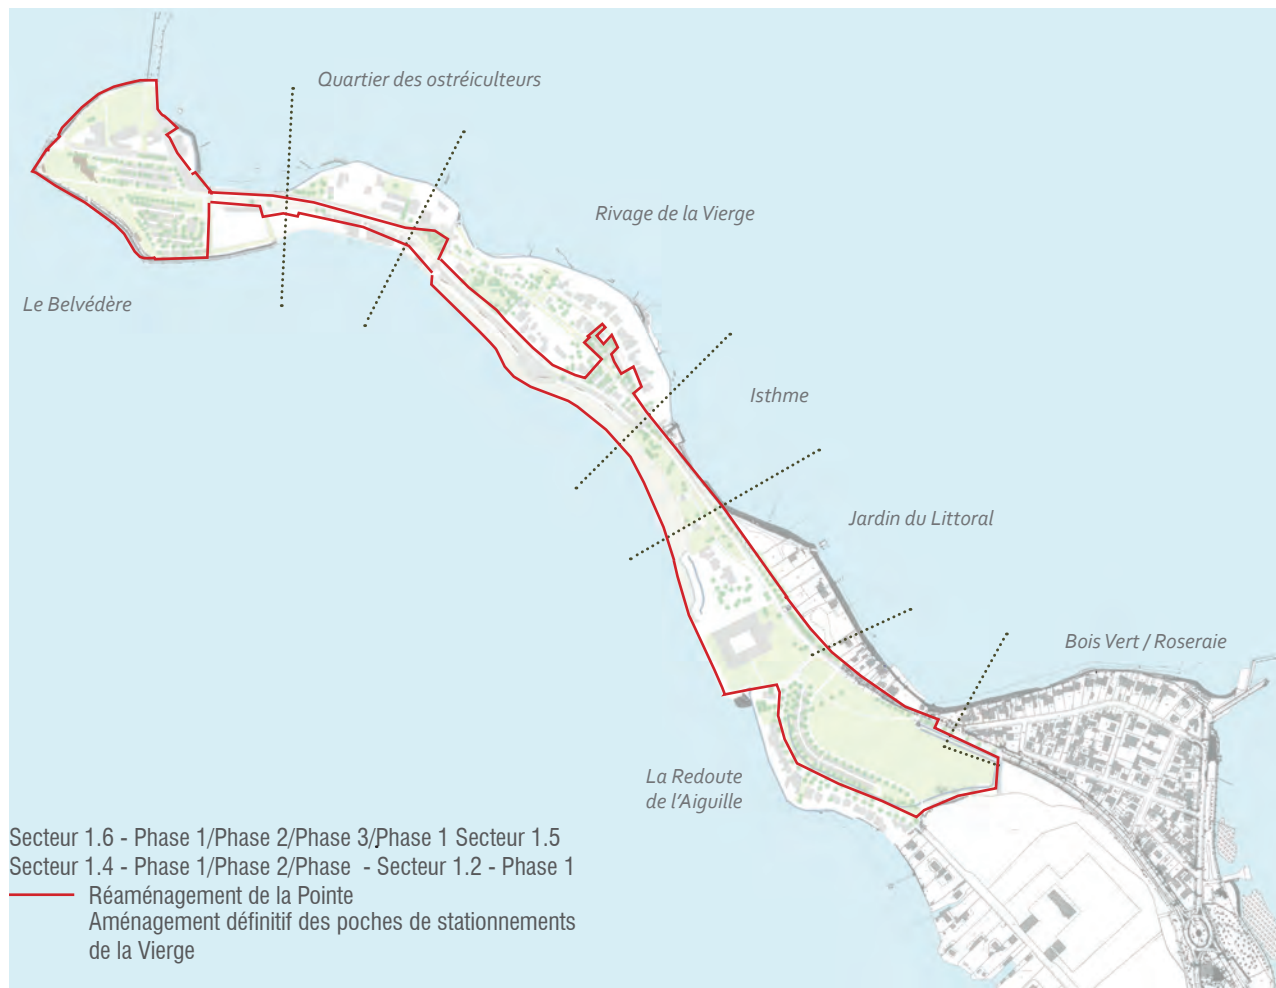 Quartier des ostréiculteurs
Rivage de la Vierge
Le Belvédère
Isthme
Jardin du Littoral
Bois Vert / Roseraie
La Redoute
de l'Aiguille
Secteur 1.6 - Phase 1/Phase 2/Phase 3/Phase 1 Secteur 1.5
Secteur 1.4 - Phase 1/Phase 2/Phase - Secteur 1.2 - Phase 1
Réaménagement de la Pointe
Aménagement définitif des poches de stationnements
de la Vierge